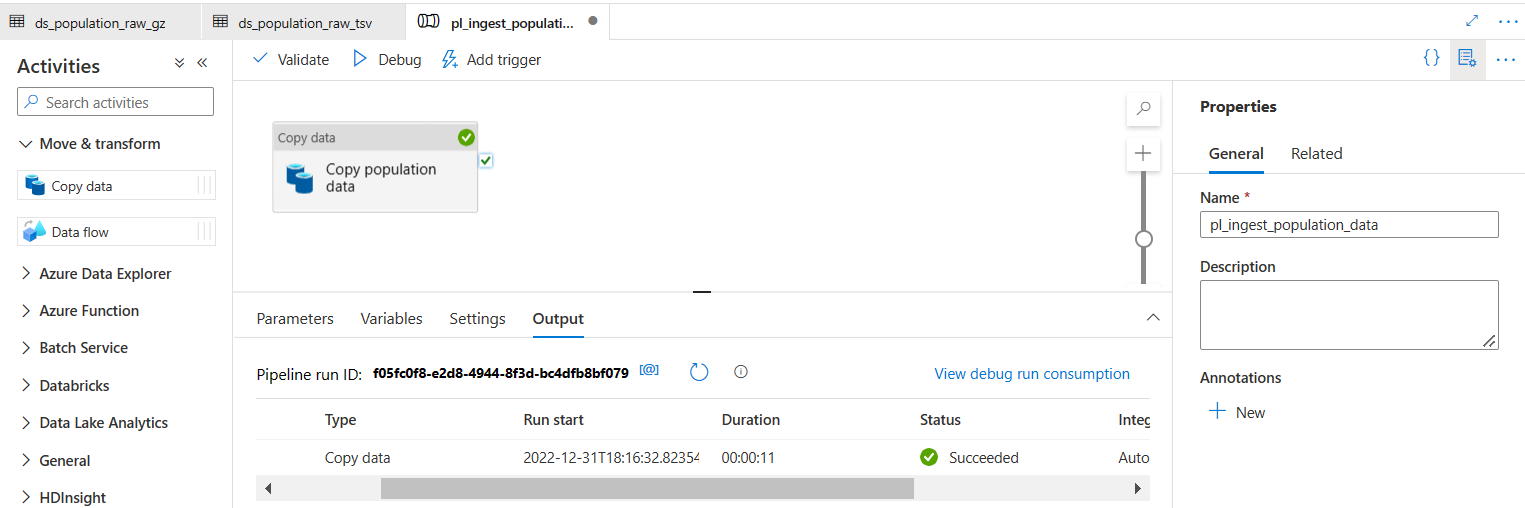 ds_population_raw_gz
ds_population_raw_tsv
pl_ingest_populati...
Activities
Search activities
Move & transform
Copy data
Data flow
Azure Data Explorer
Azure Function
Batch Service
Databricks
Data Lake Analytics
General
HDInsight
Validate
Debug
Add trigger
{}
Copy data
Copy population
data
Parameters
Variables
Settings
Output
Pipeline run ID: f05fc0f8-e2d8-4944-8f3d-bc4dfb8bf079 [@]
View debug run consumption
Type
Run start
Duration
Status
Integ
Copy data
2022-12-31T18:16:32.82354
00:00:11
Succeeded
Auto
Properties
General
Related
Name *
pl_ingest_population_data
Description
Annotations
New